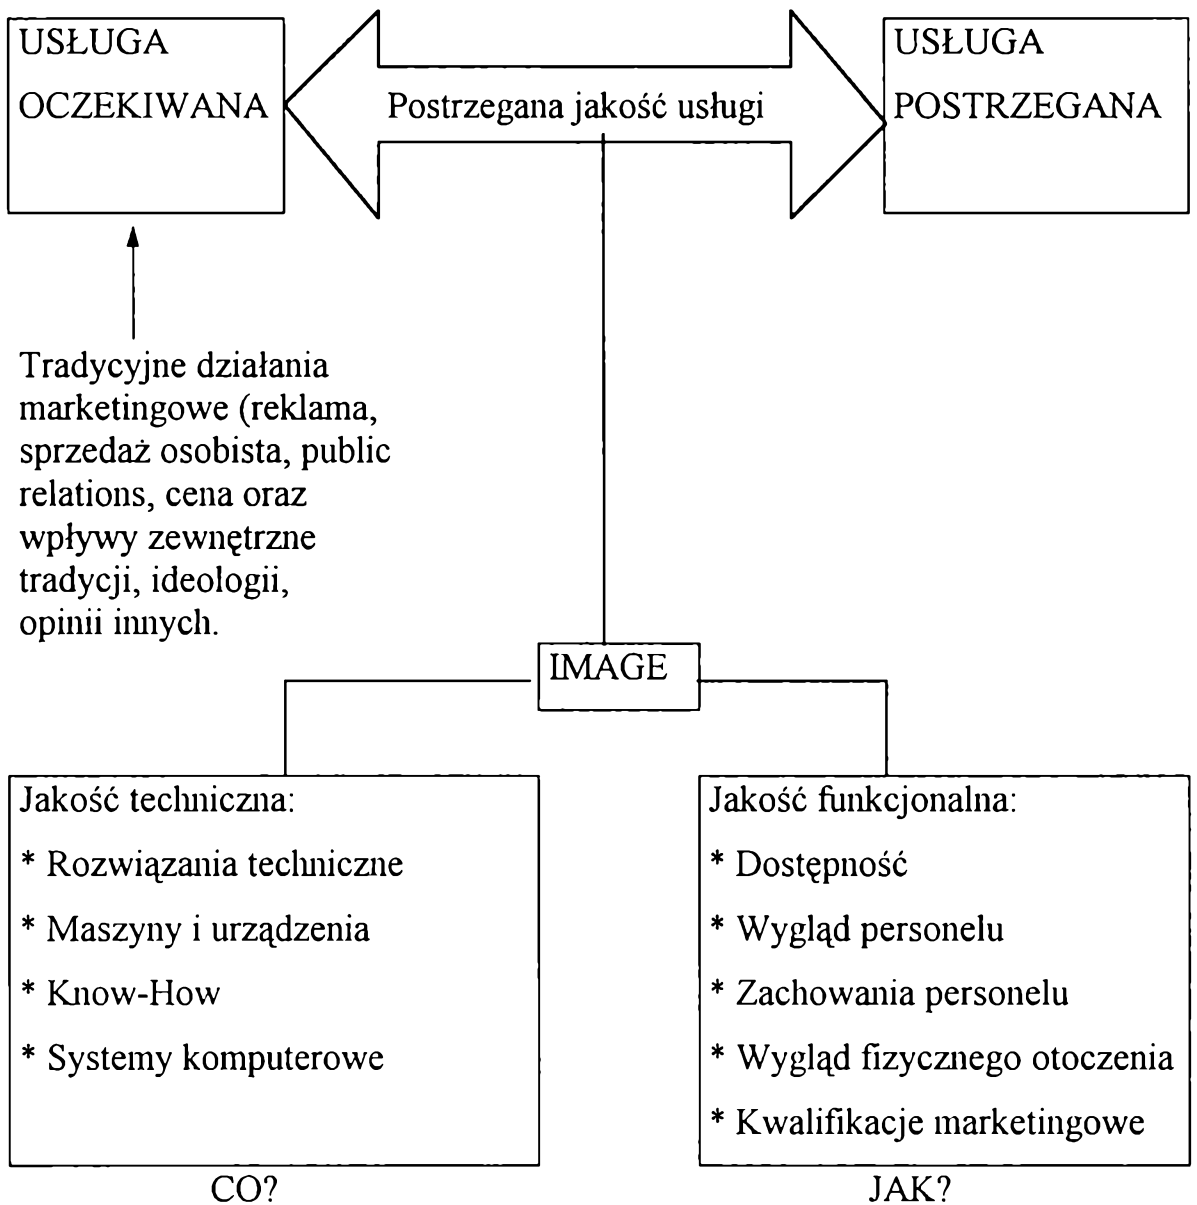 USŁUGA
OCZEKIWANA
Postrzegana jakość usługi
USŁUGA
POSTRZEGANA
Tradycyjne działania
marketingowe (reklama,
sprzedaż osobista, public
relations, cena oraz
wpływy zewnętrzne
tradycji, ideologii,
opinii innych.
IMAGE
Jakość techniczna:
* Rozwiązania techniczne
* Maszyny i urządzenia
* Know-How
* Systemy komputerowe
CO?
Jakość funkcjonalna:
* Dostępność
* Wygląd personelu
* Zachowania personelu
* Wygląd fizycznego otoczenia
* Kwalifikacje marketingowe
JAK?